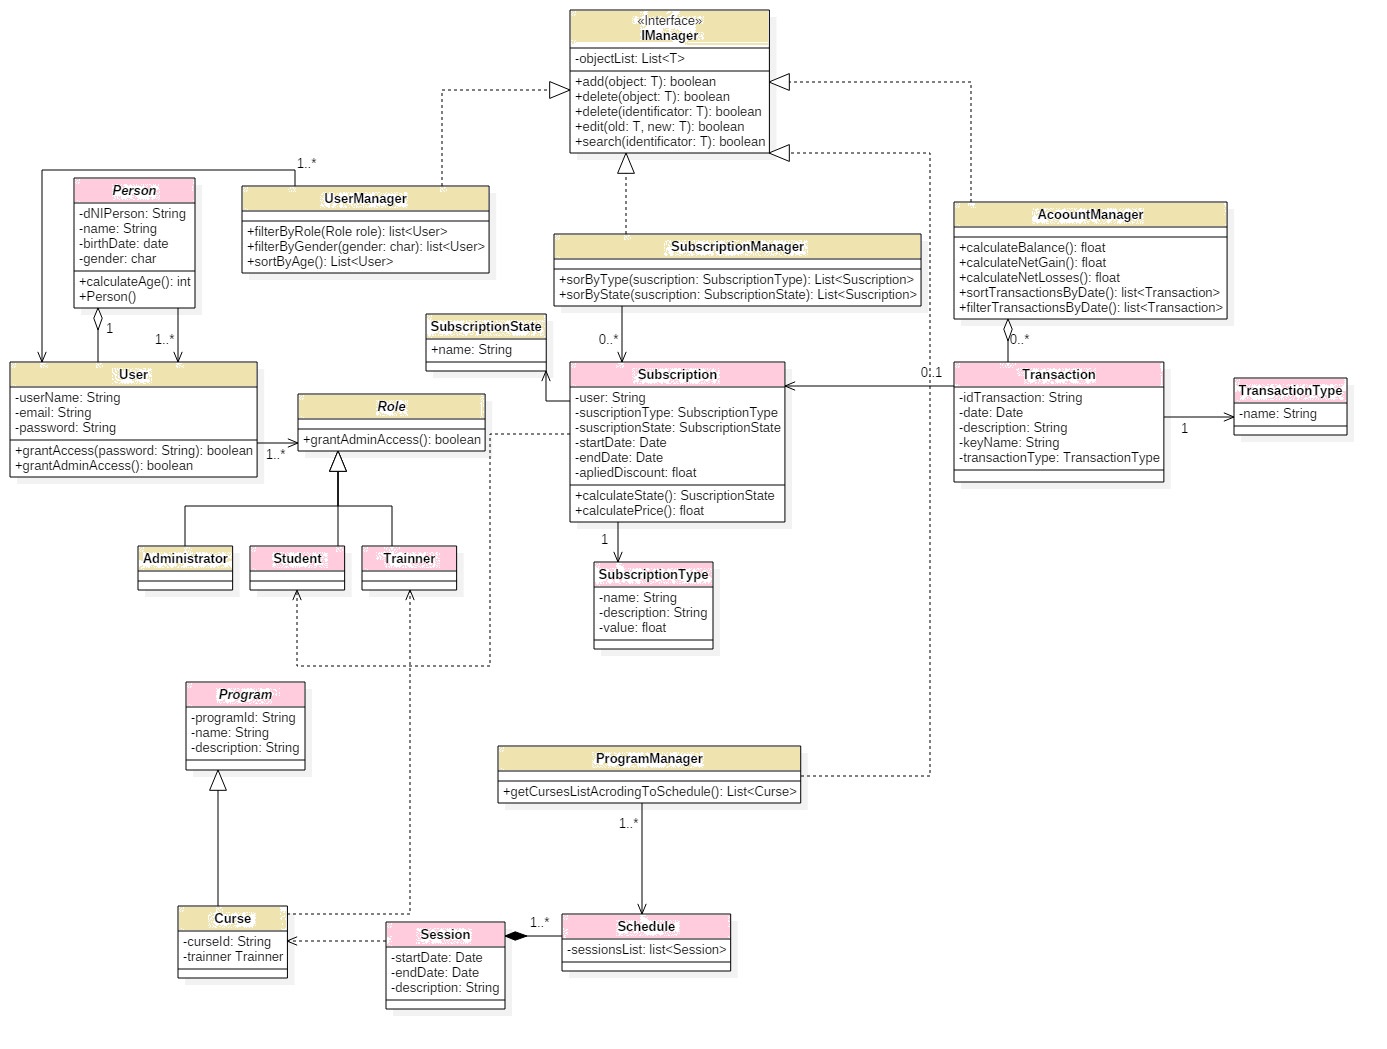 «Interface»
IManager
-objectList: List<T>
+add(object: T): boolean
+delete(object: T): boolean
+delete(identificator: T): boolean
+edit(old: T, new: T): boolean
+search(identificator: T): boolean
1..*
Person
-dNIPerson: String
-name: String
-birthDate: date
-gender: char
+calculateAge(): int
+Person()
UserManager
+filterByRole(Role role): list<User>
+filterByGender(gender: char): list<User>
+sortByAge(): List<User>
SubscriptionManager
+sorByType(suscription: SubscriptionType): List<Suscription>
+sorByState(suscription: SubscriptionState): List<Suscription>
AcoountManager
+calculateBalance(): float
+calculateNetGain(): float
+calculateNetLosses(): float
+sortTransactionsByDate(): list<Transaction>
+filterTransactionsByDate(): list<Transaction>
1
1..*
SubscriptionState
+name: String
0..*
0..*
User
-userName: String
-email: String
-password: String
+grantAccess(password: String): boolean
+grantAdminAccess(): boolean
1..*
Role
+grantAdminAccess(): boolean
Subscription
-user: String
-suscriptionType: SubscriptionType
-suscriptionState: SubscriptionState
-startDate: Date
-endDate: Date
-apliedDiscount: float
+calculateState(): SuscriptionState
+calculatePrice(): float
0..1
Transaction
-idTransaction: String
-date: Date
-description: String
-keyName: String
-transactionType: TransactionType
1
TransactionType
-name: String
Administrator
Student
Trainner
1
SubscriptionType
-name: String
-description: String
-value: float
Program
-programId: String
-name: String
-description: String
ProgramManager
+getCursesListAcrodingToSchedule(): List<Curse>
1..*
Curse
-curseId: String
-trainner Trainner
Session
-startDate: Date
-endDate: Date
-description: String
1..*
Schedule
-sessionsList: list<Session>